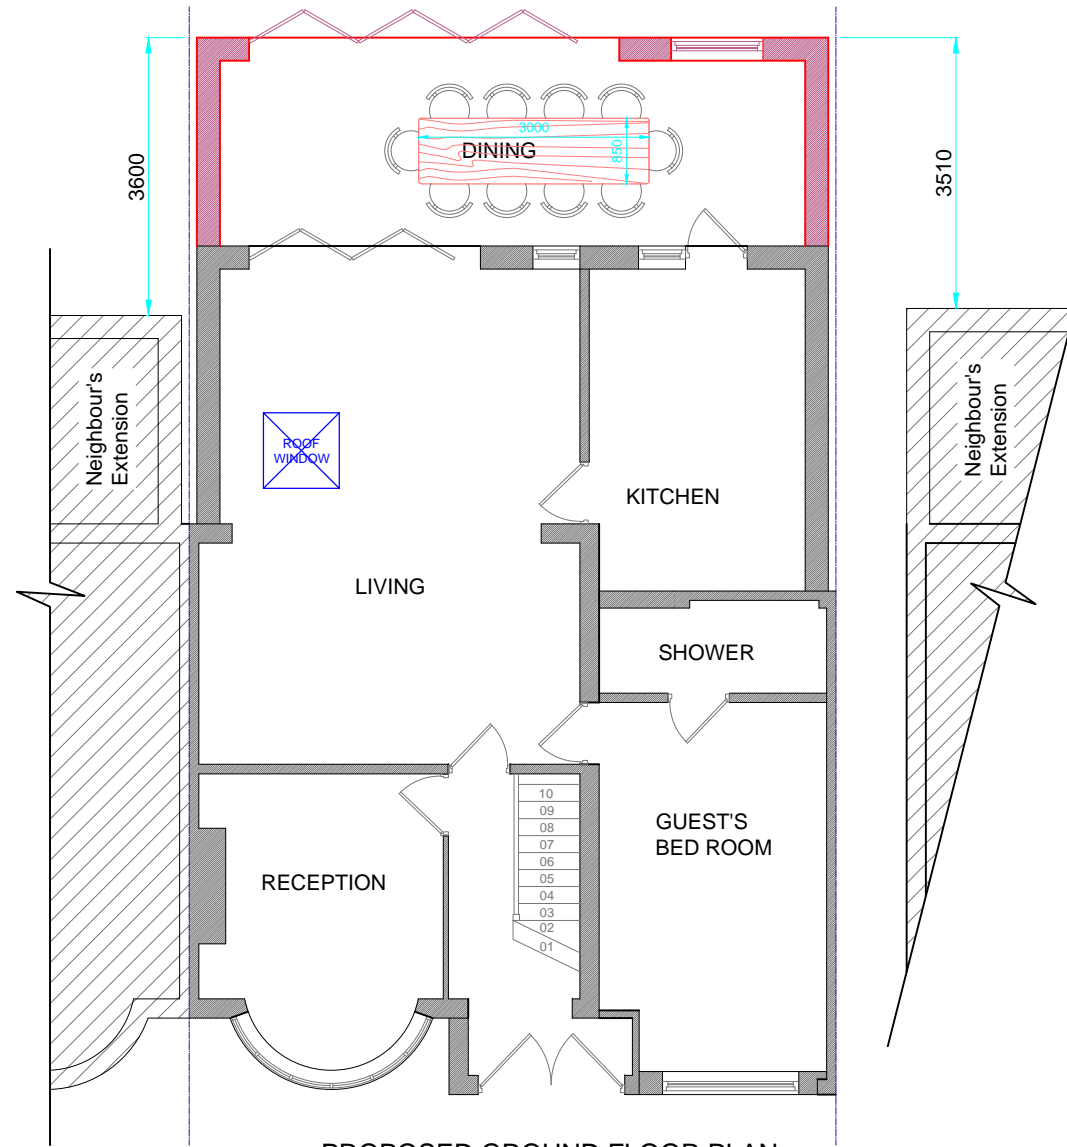 3600
3510
3000
DINING
850
Neighbour's
Extension
Neighbour's
Extension
ROOF
WINDOW
KITCHEN
LIVING
SHOWER
10
09
08
07
06
05
04
03
02
01
GUEST'S
BED ROOM
RECEPTION
PROPOSED GROUND FLOOR PLAN